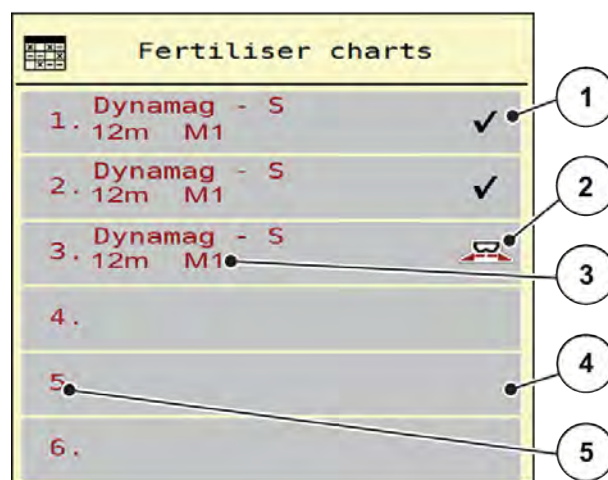 Fertiliser charts
1. Dynamag - S
12m M1
2. Dynamag - S
12m M1
3. Dynamag - S
12m M1
4.
5.
6.
1
2
3
4
5